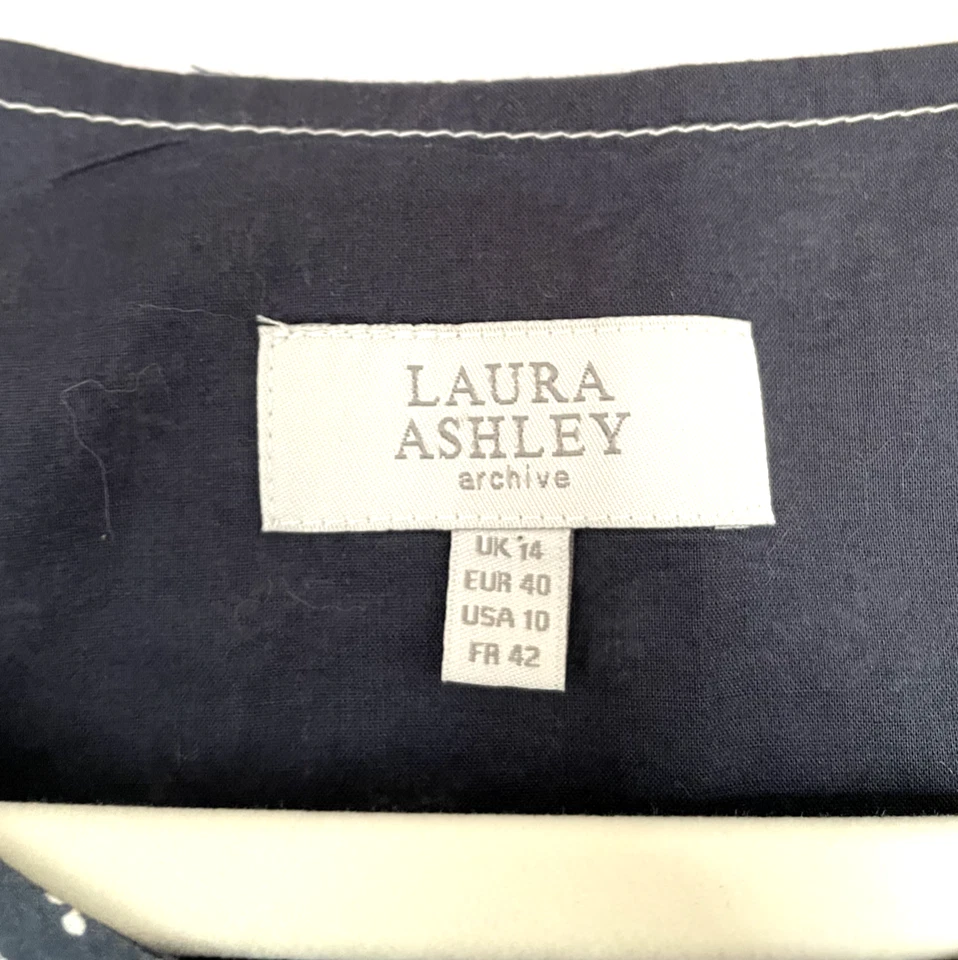 LAURA
ASHLEY
archive
UK 14
EUR 40
USA 10
FR 42